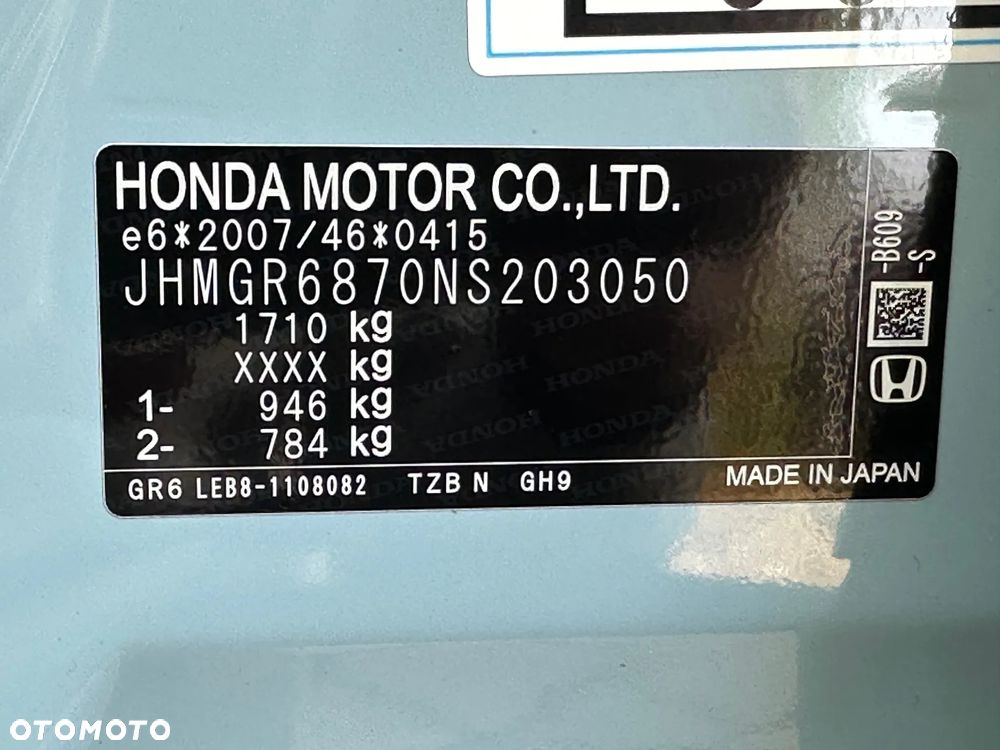 HONDA MOTOR CO.,LTD.
e6*2007/46*0415
JHMGR6870NS203050
1710 kg
XXXX kg
1- 946 kg
2- 784 kg
GR6 LEB8-1108082 TZB N GH9
MADE IN JAPAN
-B609
-S
OTOMOTO